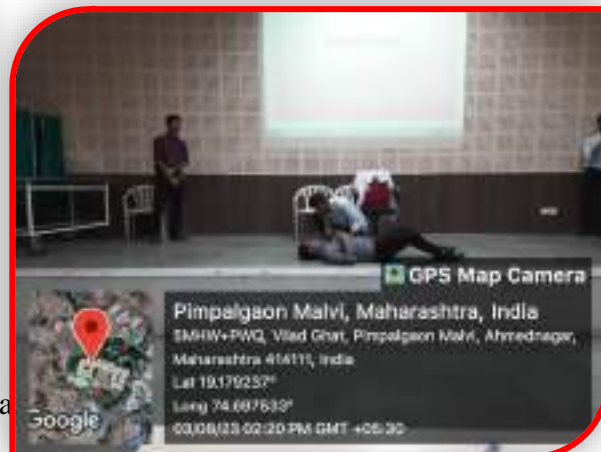 GPS Map Camera
Pimpalgaon Malvi, Maharashtra, India
5MHW+PWQ, Vilad Ghat, Pimpalgaon Malvi, Ahmednagar,
Maharashtra 414111, India
Lat 19.179237°
Long 74.697533°
03/08/23 02:20 PM GMT +05:30
Google
a